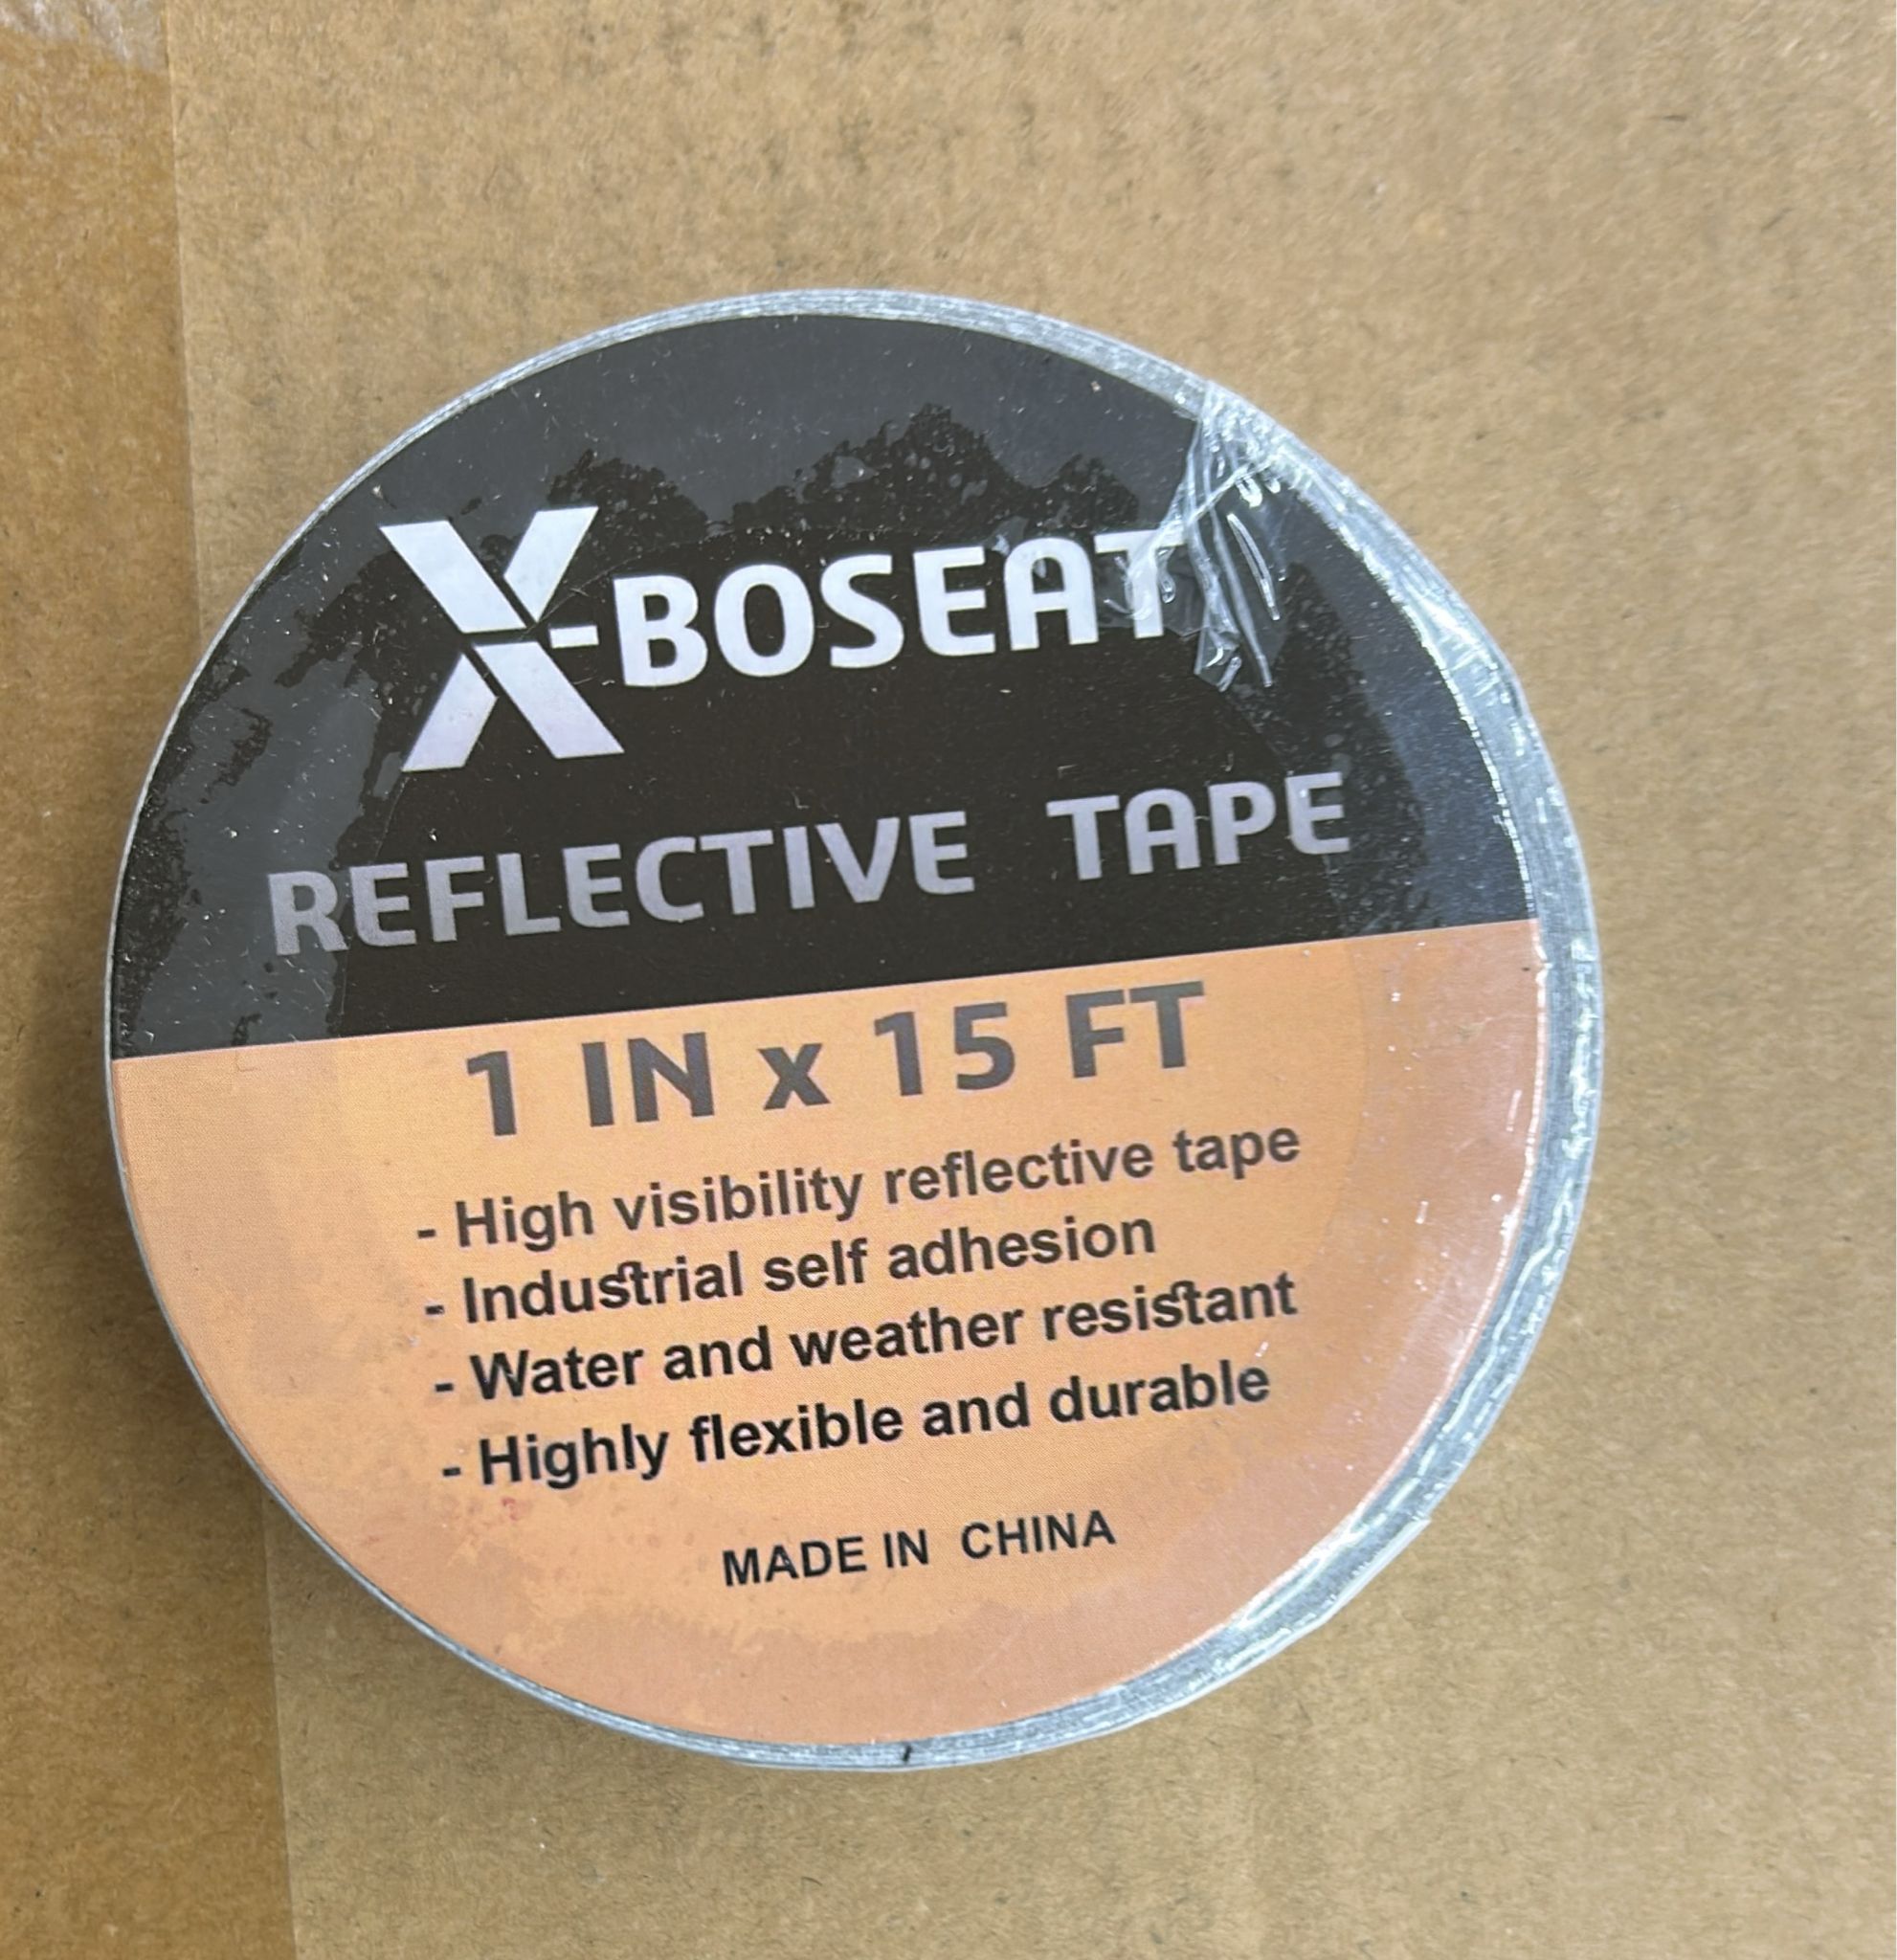 X-BOSEAT
REFLECTIVE TAPE
1 IN x 15 FT
- High visibility reflective tape
- Industrial self adhesion
- Water and weather resistant
- Highly flexible and durable
MADE IN CHINA